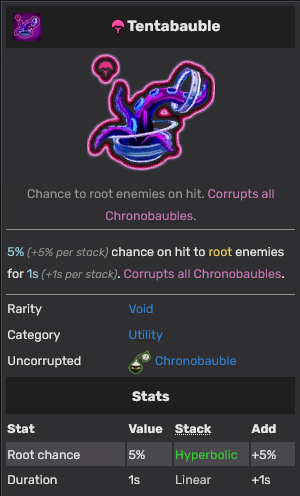 Tentabauble
Chance to root enemies on hit. Corrupts all
Chronobaubles.
5% (+5% per stack) chance on hit to root enemies
for 1s (+1s per stack). Corrupts all Chronobaubles.
Rarity Void
Category Utility
Uncorrupted Chronobauble
Stats
Stat Value Stack Add
Root chance 5% Hyperbolic +5%
Duration 1s Linear +1s